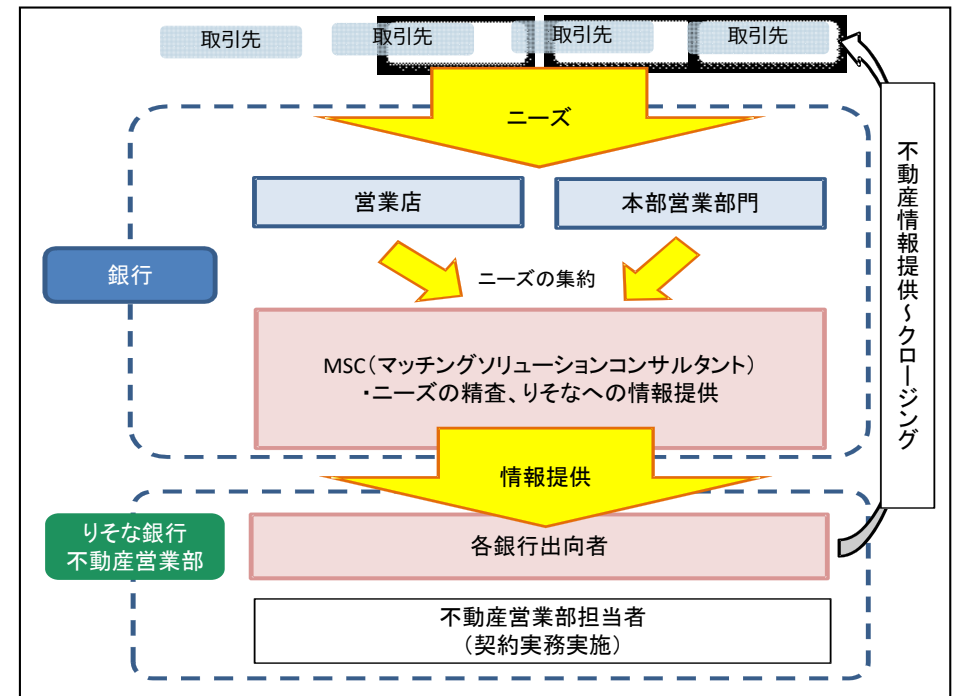 取引先
取引先
取引先
取引先
ニーズ
営業店
本部営業部門
銀行
ニーズの集約
MSC（マッチングソリューションコンサルタント）
・ニーズの精査、りそなへの情報提供
情報提供
りそな銀行
不動産営業部
各銀行出向者
不動産営業部担当者
（契約実務実施）
不動産情報提供～クロージング